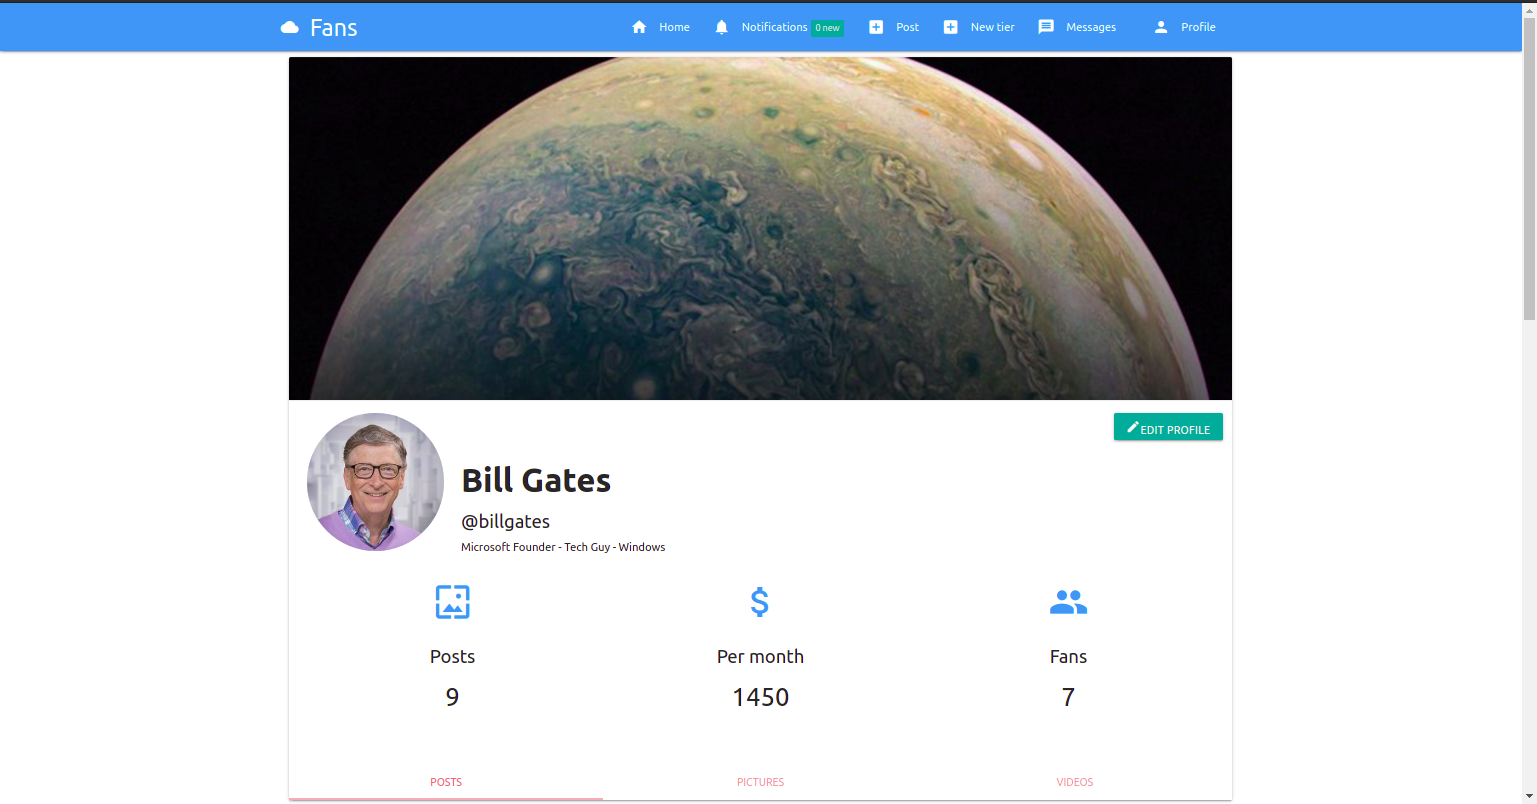 Fans
Home Notifications 0 new Post New tier Messages Profile
EDIT PROFILE
Bill Gates
@billgates
Microsoft Founder - Tech Guy - Windows
Posts Per month Fans
9 1450 7
POSTS PICTURES VIDEOS